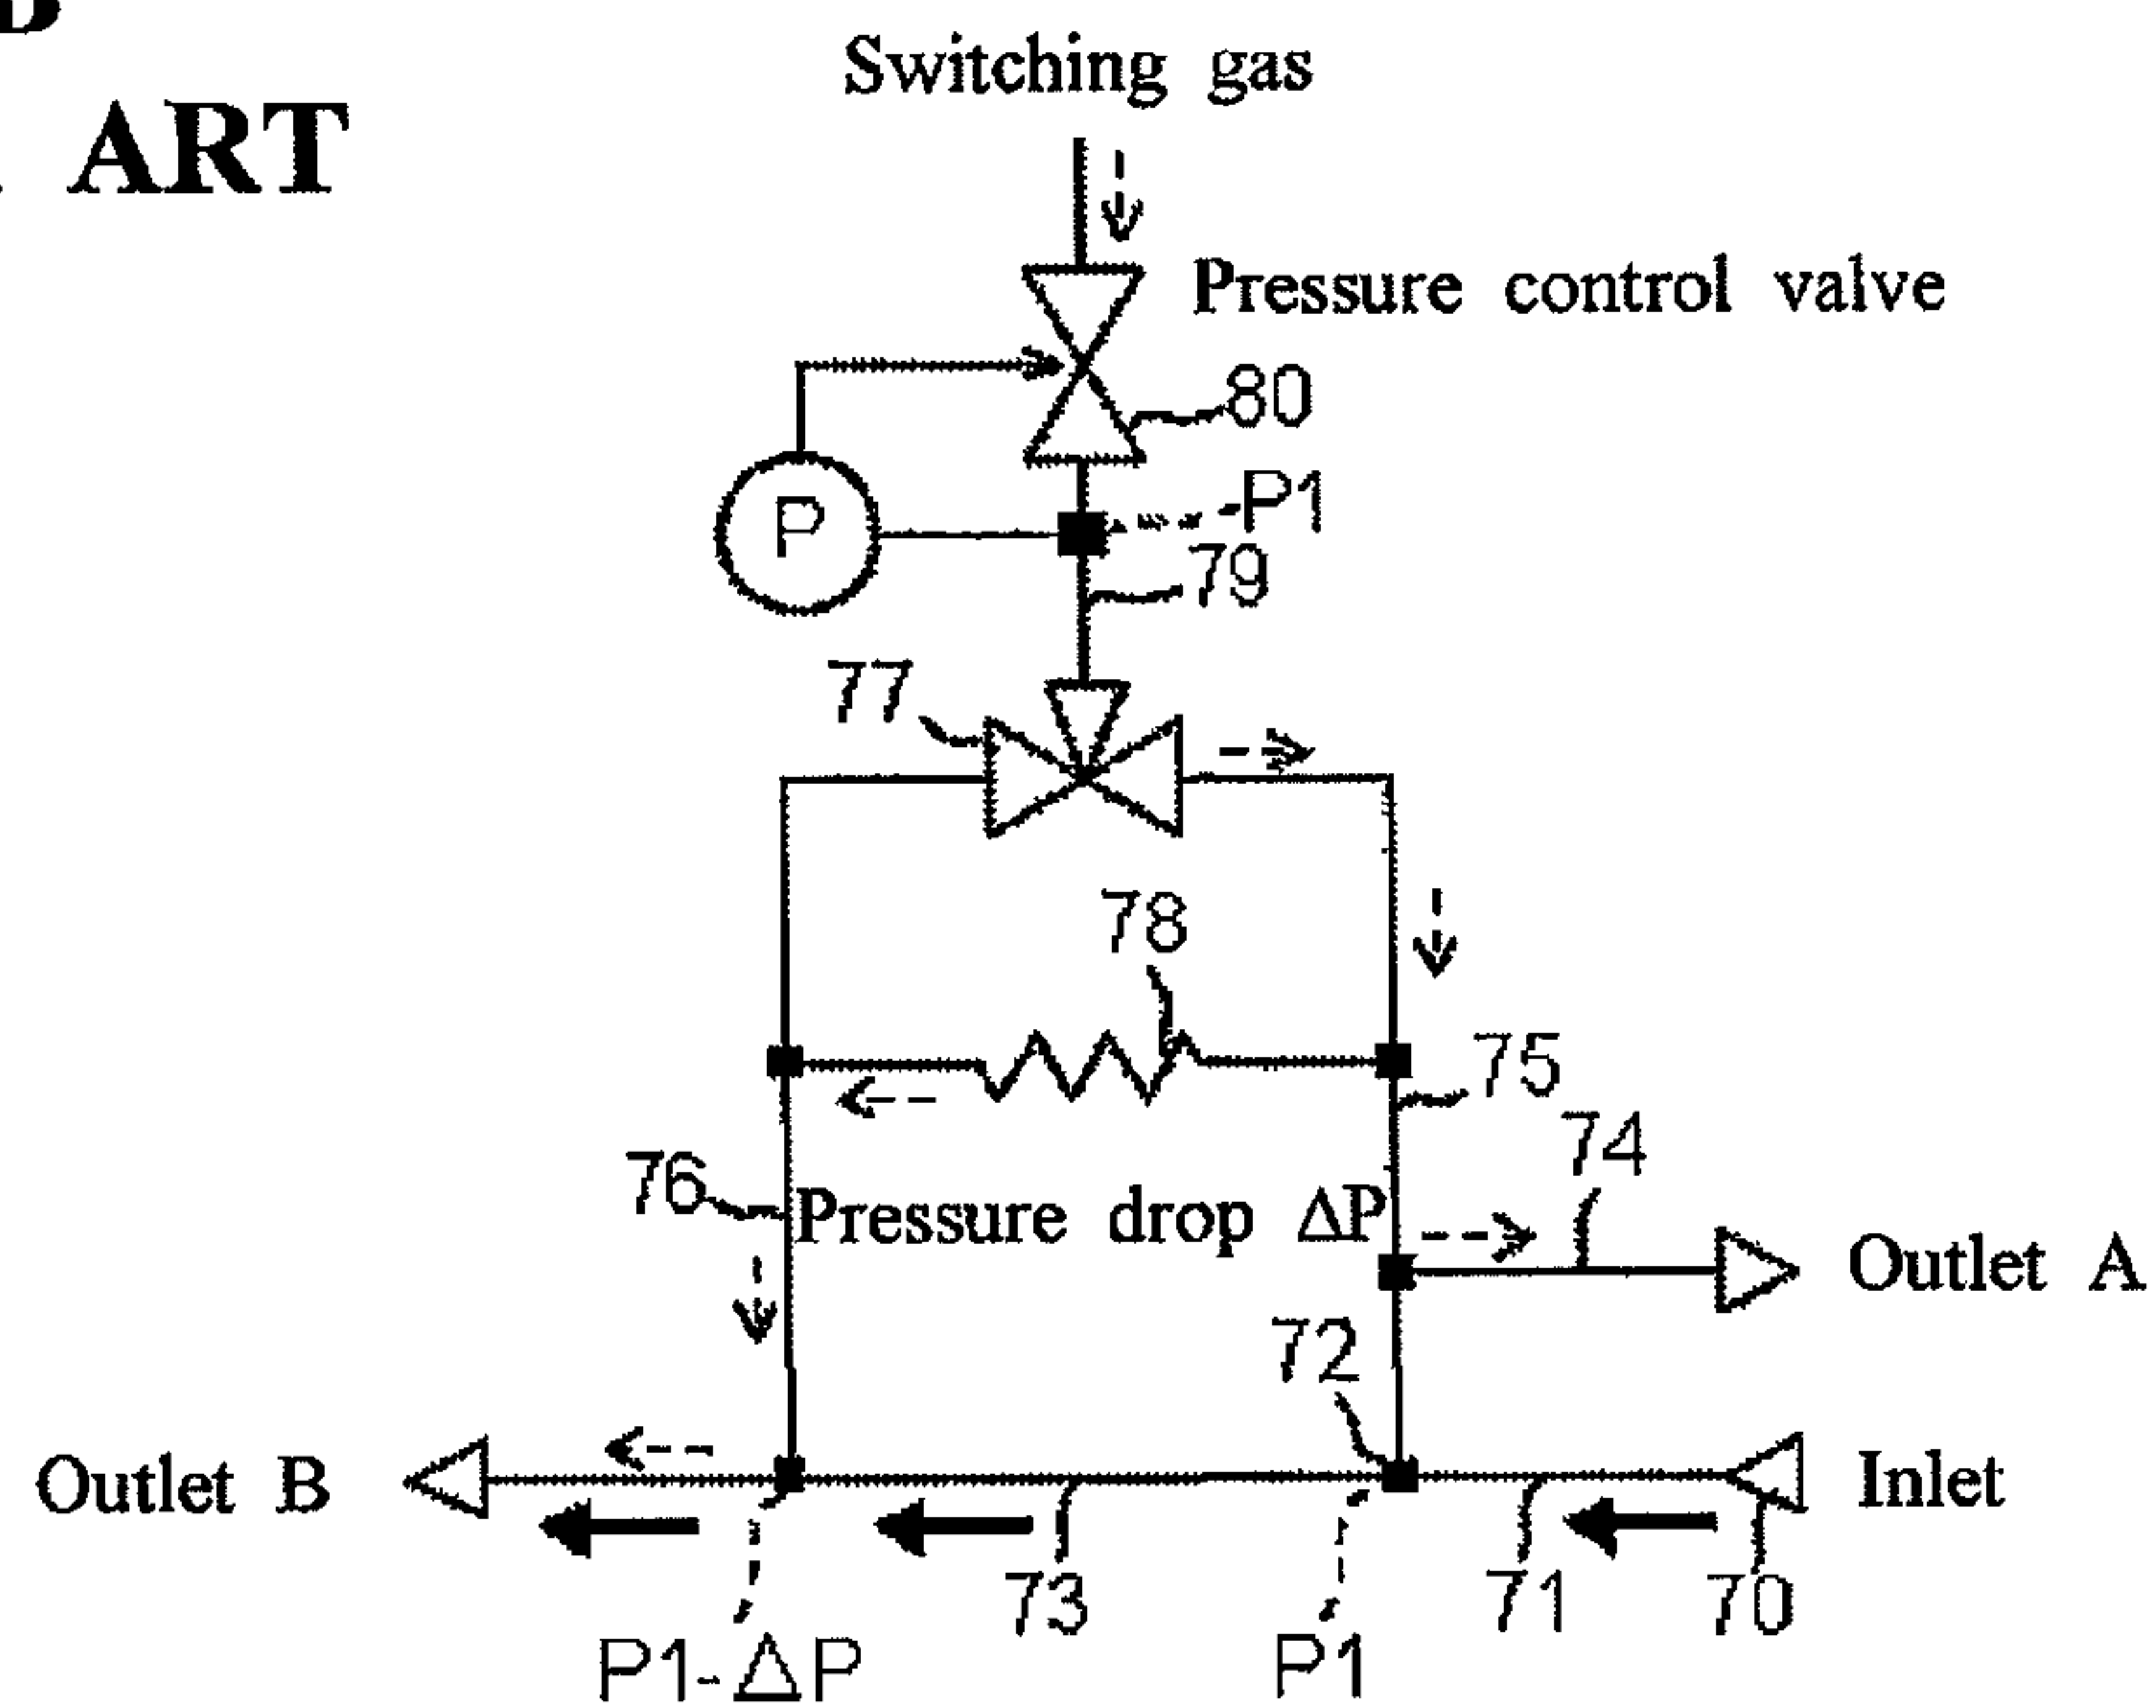 ART
Switching gas
Pressure control valve
80
P
P1
79
77
78
75
74
76
Pressure drop ΔP
Outlet A
72
Outlet B
Inlet
73
71
70
P1-ΔP
P1